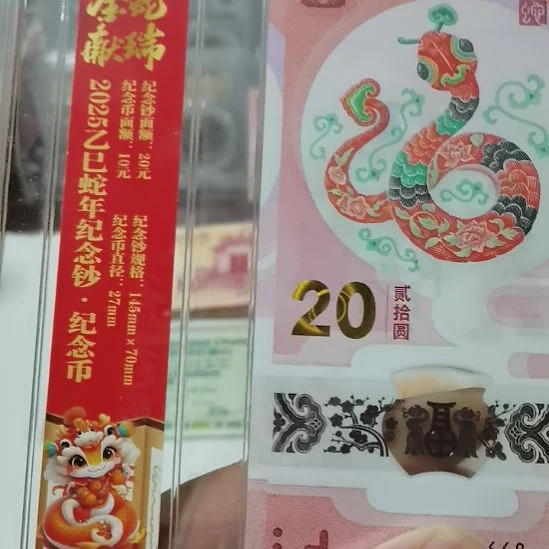 献瑞
纪念钞面额：20元
纪念币面额：10元
纪念钞规格：145mm×70mm
纪念币直径：27mm
2025乙巳蛇年纪念钞·纪念币
20
贰拾圆